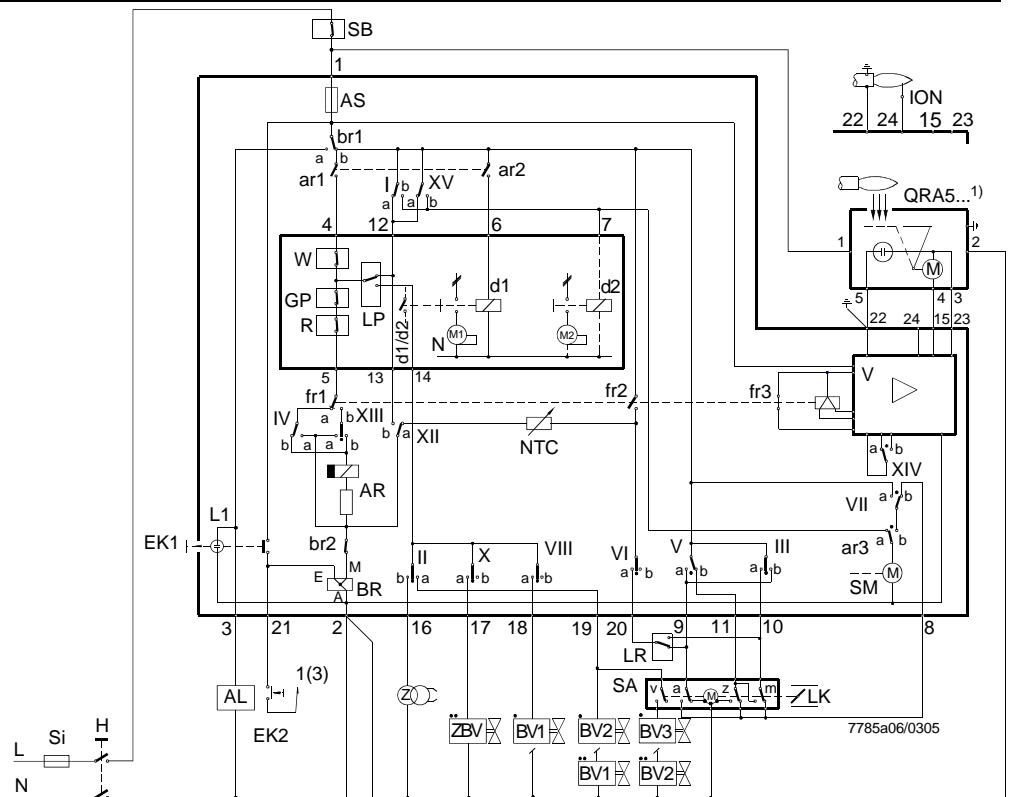 SB
1
AS
ION
22 24 15 23
br1
a b
ar1
I b XV
a a b
ar2
QRA5...1)
4 12 6 7
1 2
M
W
GP
R
LP
d1/d2
d1
N M1
d2
M2
5 4 3
22 24 15 23
5 13 14
V
fr1
fr2
fr3
IV a b XIII
b a a b
b a XII
NTC
a b
XIV
AR
L1
EK1
br2
M
E BR
A
II X VIII
b a a b a b
VI V III
a b a b a b
VII a b
ar3 a b
SM M
3 21 2 16 17 18 19 20 9 11 10 8
LR
1(3)
AL
EK2
Z
SA v a M z m LK
ZBV BV1 BV2 BV3
BV1 BV2
7785a06/0305
H
Si
L
N